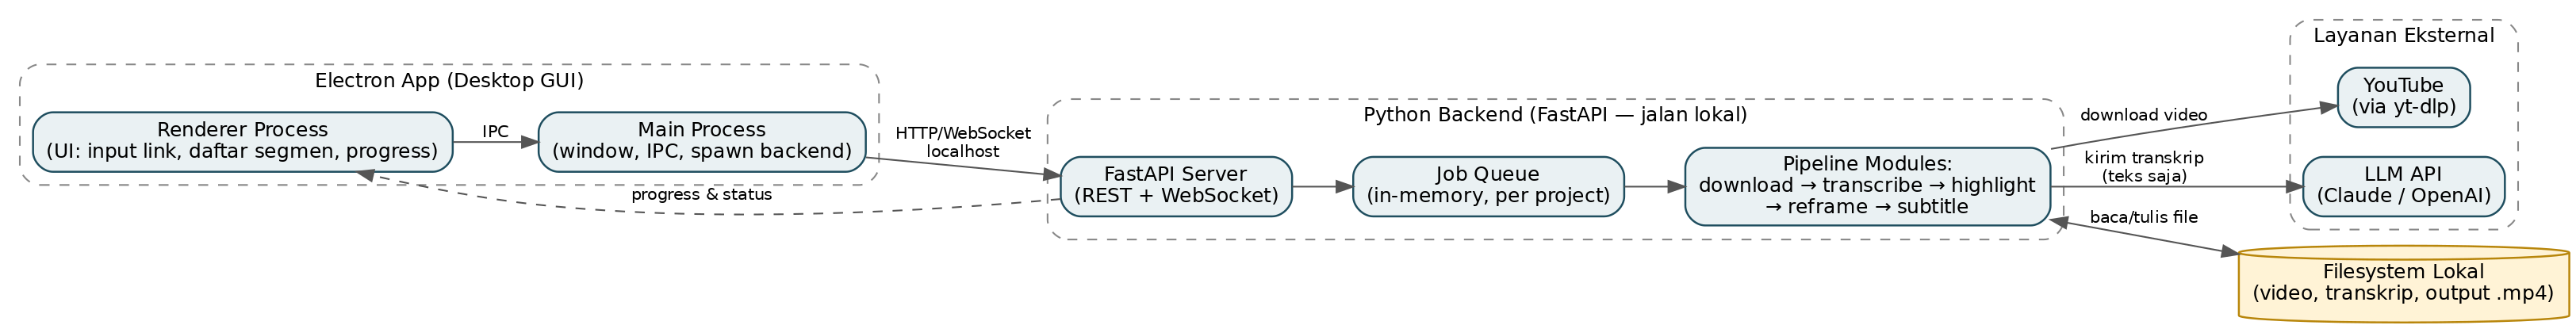 Electron App (Desktop GUI)
Renderer Process
(UI: input link, daftar segmen, progress)
IPC
Main Process
(window, IPC, spawn backend)
HTTP/WebSocket
localhost
progress & status
Python Backend (FastAPI — jalan lokal)
FastAPI Server
(REST + WebSocket)
Job Queue
(in-memory, per project)
Pipeline Modules:
download → transcribe → highlight
→ reframe → subtitle
download video
kirim transkrip
(teks saja)
baca/tulis file
Layanan Eksternal
YouTube
(via yt-dlp)
LLM API
(Claude / OpenAI)
Filesystem Lokal
(video, transkrip, output .mp4)